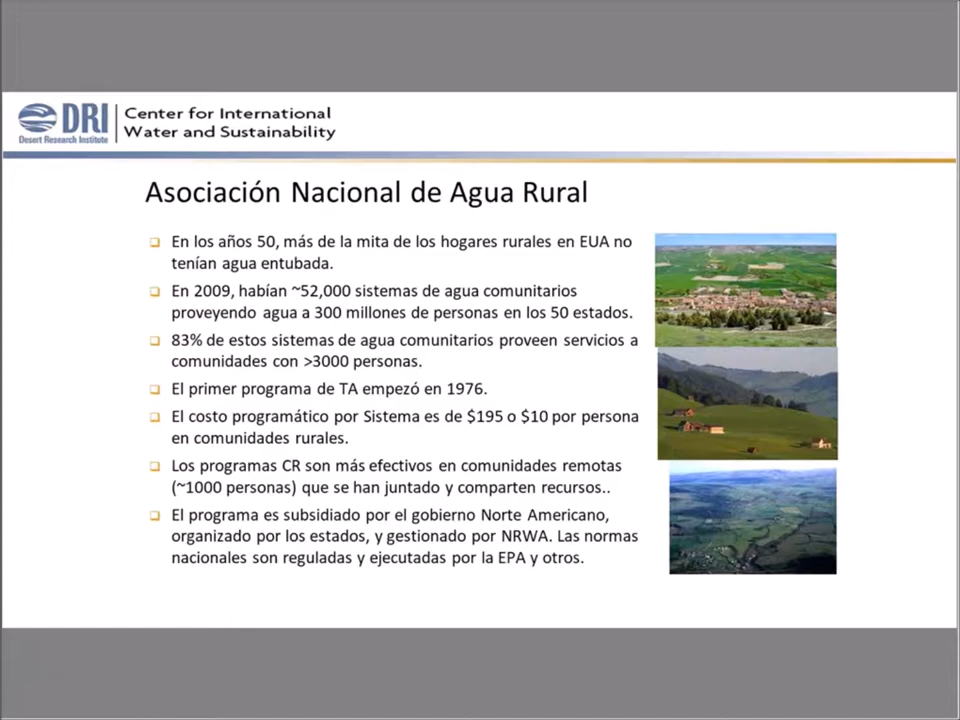 DRI
Desert Research Institute
Center for International
Water and Sustainability
Asociación Nacional de Agua Rural
En los años 50, más de la mita de los hogares rurales en EUA no
tenían agua entubada.
En 2009, habían ~52,000 sistemas de agua comunitarios
proveyendo agua a 300 millones de personas en los 50 estados.
83% de estos sistemas de agua comunitarios proveen servicios a
comunidades con >3000 personas.
El primer programa de TA empezó en 1976.
El costo programático por Sistema es de $195 o $10 por persona
en comunidades rurales.
Los programas CR son más efectivos en comunidades remotas
(~1000 personas) que se han juntado y comparten recursos..
El programa es subsidiado por el gobierno Norte Americano,
organizado por los estados, y gestionado por NRWA. Las normas
nacionales son reguladas y ejecutadas por la EPA y otros.